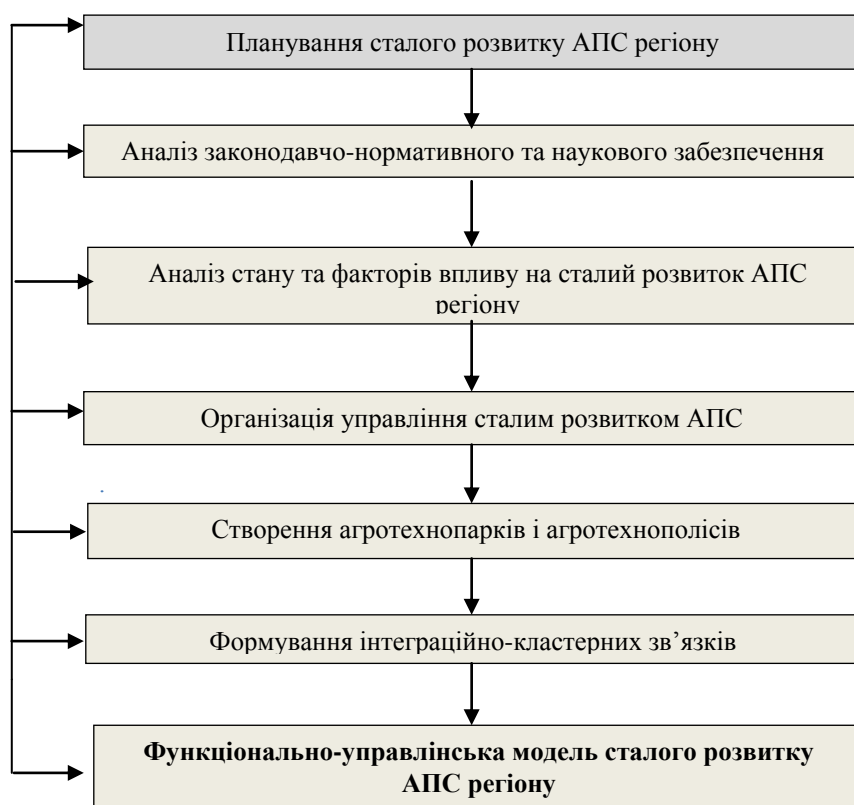 Планування сталого розвитку АПС регіону
Аналіз законодавчо-нормативного та наукового забезпечення
Аналіз стану та факторів впливу на сталий розвиток АПС
регіону
Організація управління сталим розвитком АПС
Створення агротехнопарків і агротехнополісів
Формування інтеграційно-кластерних зв’язків
Функціонально-управлінська модель сталого розвитку
АПС регіону